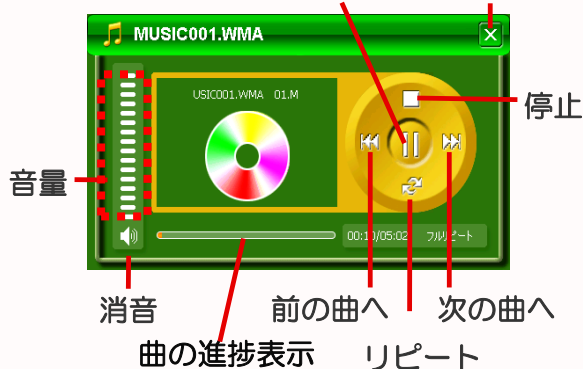 MUSIC001.WMA
USIC001.WMA 01.M
停止
音量
00:10/05:02 フルリピート
消音
前の曲へ
次の曲へ
曲の進捗表示
リピート